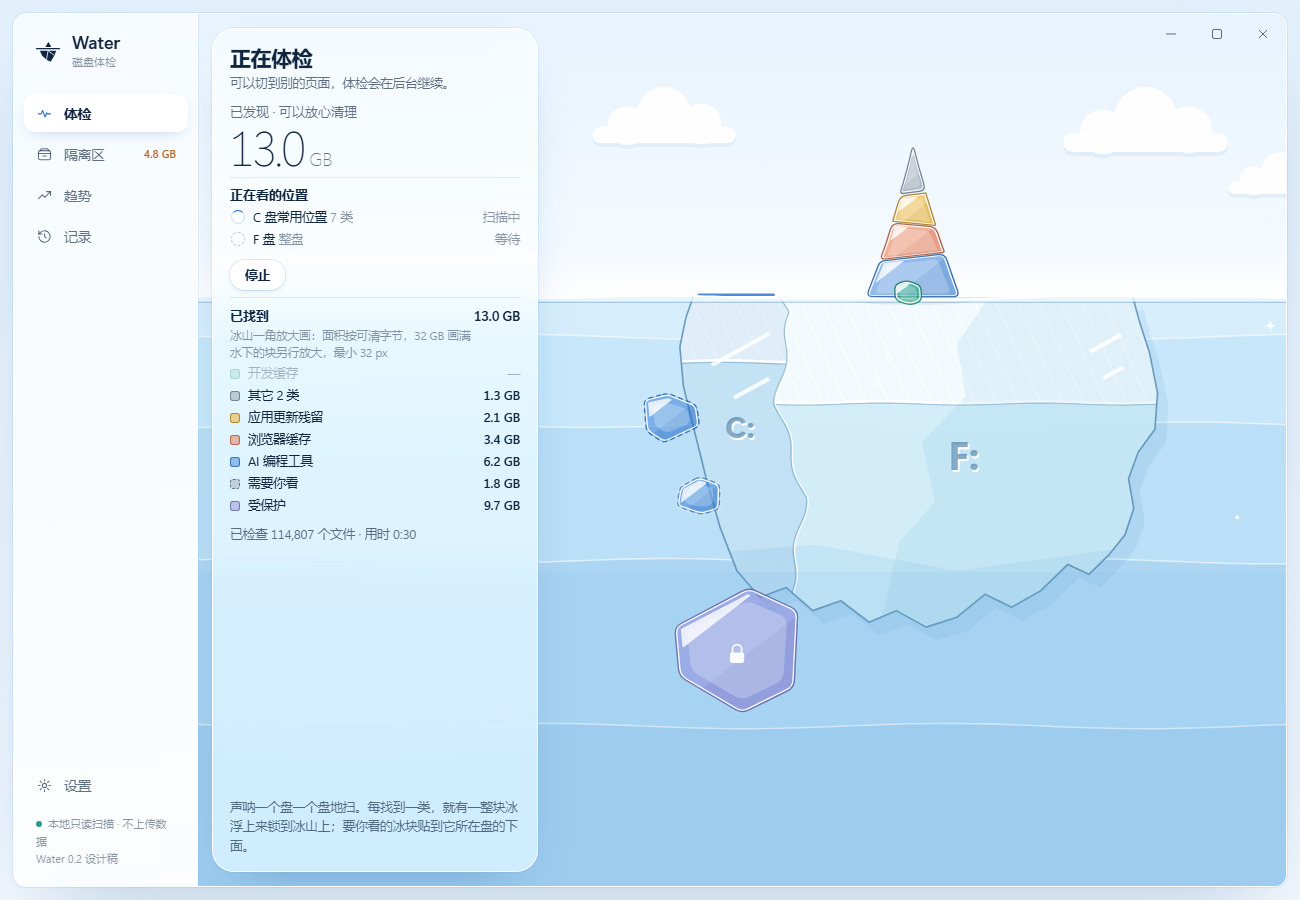 Water
磁盘体检
体检
隔离区 4.8 GB
趋势
记录
设置
本地只读扫描 · 不上传数
据
Water 0.2 设计稿
正在体检
可以切到别的页面，体检会在后台继续。
已发现 · 可以放心清理
13.0 GB
正在看的位置
C 盘常用位置 7 类 扫描中
F 盘 整盘 等待
停止
已找到 13.0 GB
冰山一角放大画：面积按可清字节，32 GB 画满
水下的块另行放大，最小 32 px
开发缓存 —
其它 2 类 1.3 GB
应用更新残留 2.1 GB
浏览器缓存 3.4 GB
AI 编程工具 6.2 GB
需要你看 1.8 GB
受保护 9.7 GB
已检查 114,807 个文件 · 用时 0:30
声呐一个盘一个盘地扫。每找到一类，就有一整块冰
浮上来锁到冰山上；要你看的冰块贴到它所在盘的下
面。
C:
F: